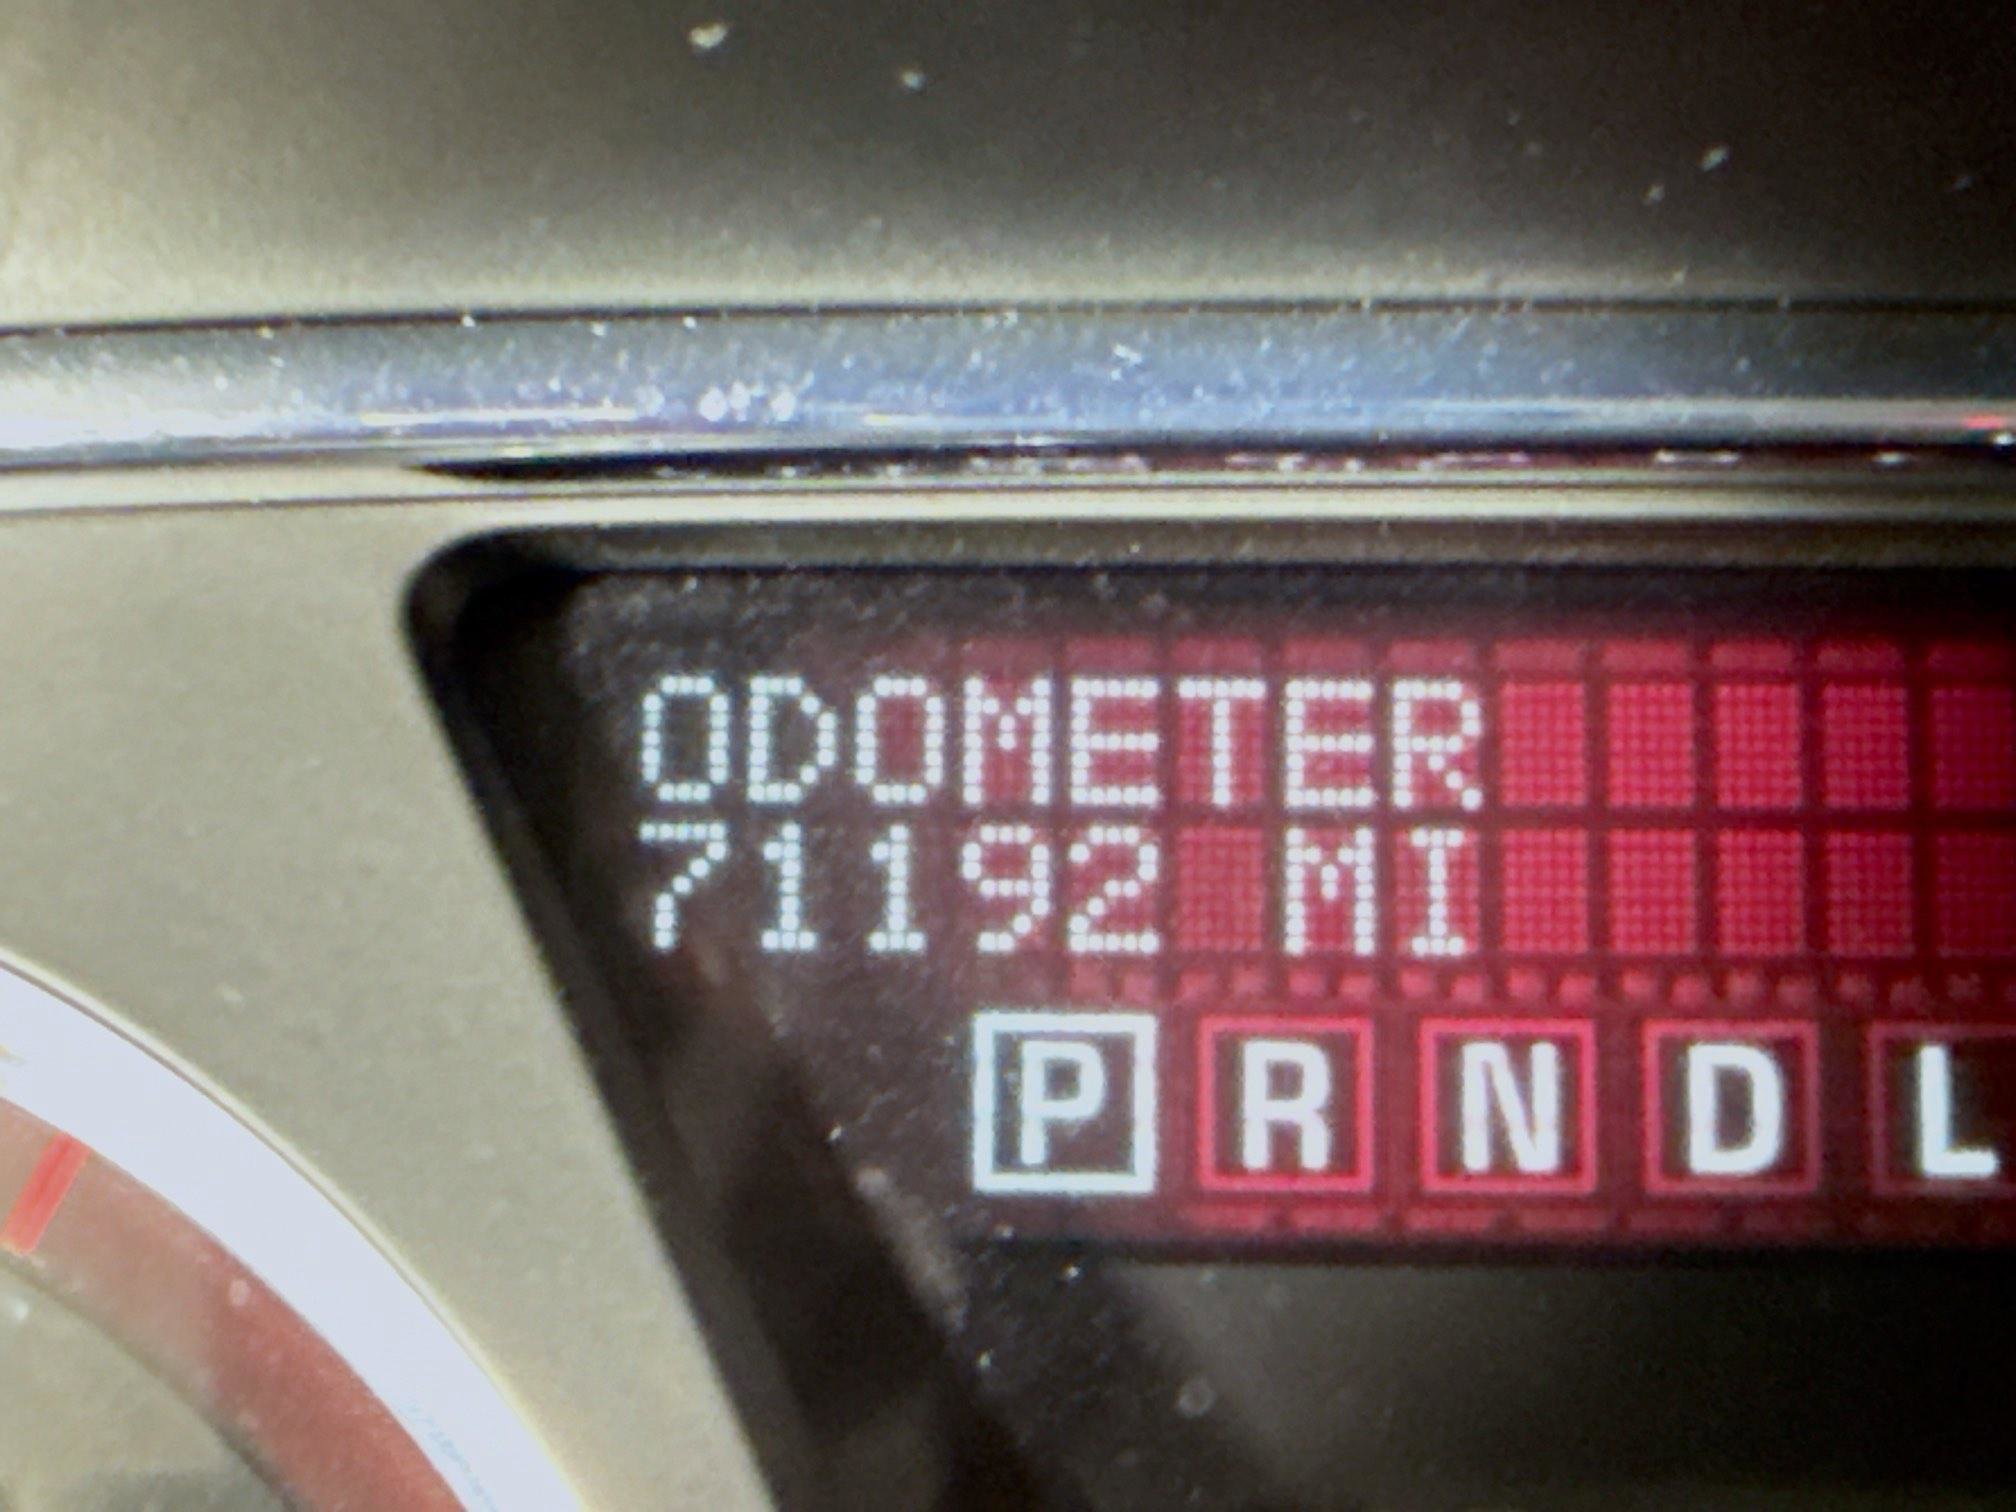 ODOMETER
71192 MI
P R N D L